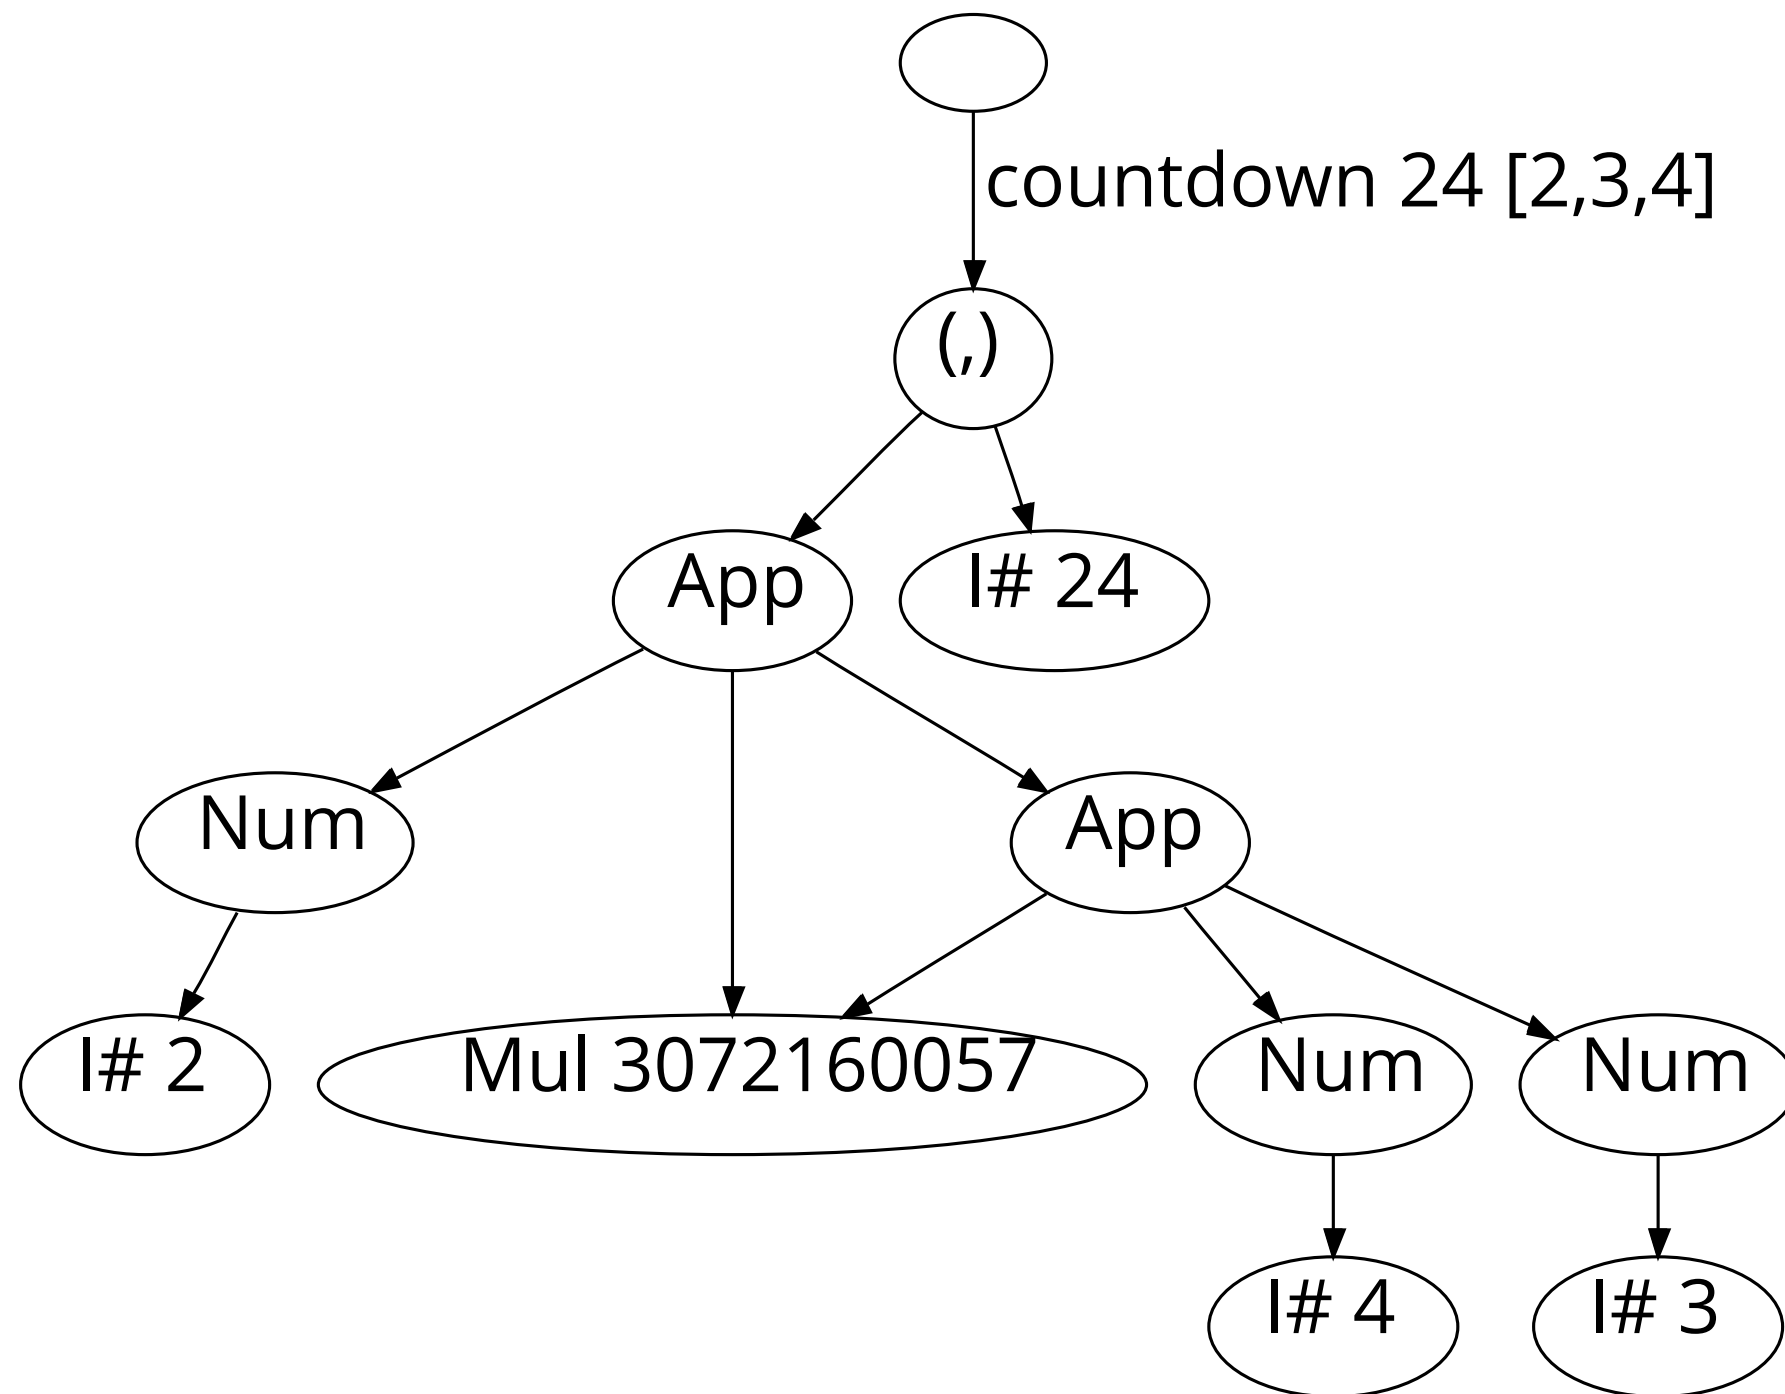 countdown 24 [2,3,4]
(,)
App
I# 24
Num
App
I# 2
Mul 3072160057
Num
Num
I# 4
I# 3